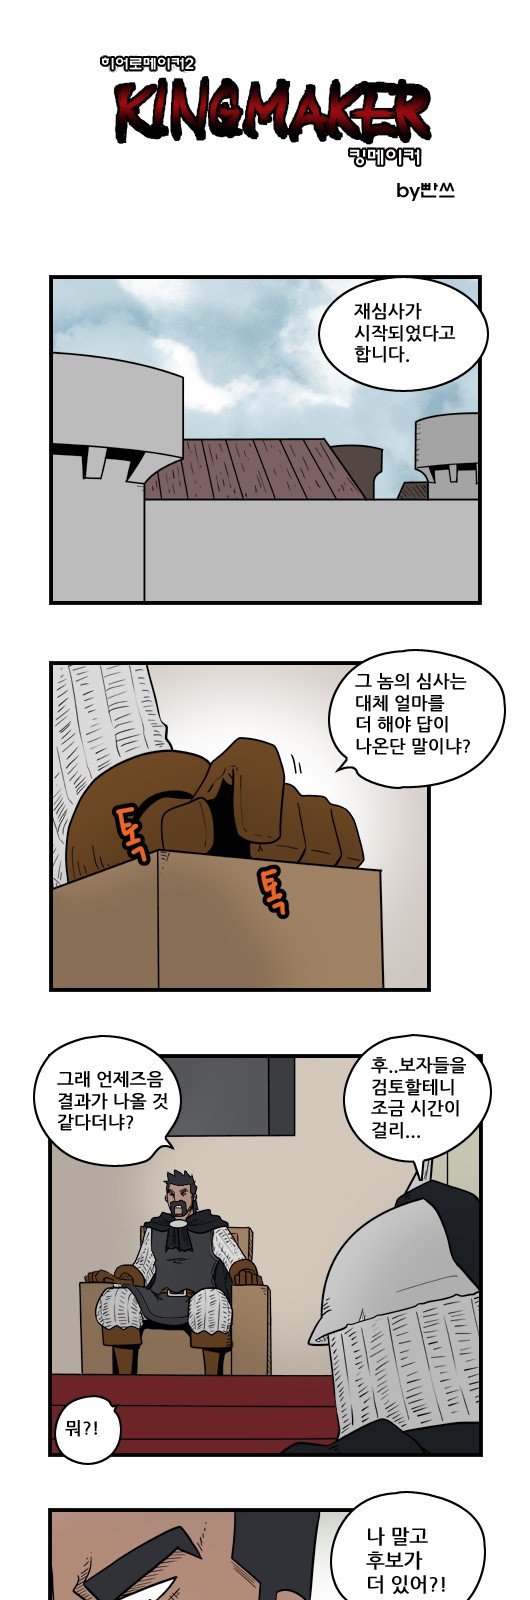 히어로메이커2
KINGMAKER
킹메이커
by빤쓰
재심사가
시작되었다고
합니다.
그 놈의 심사는
대체 얼마를
더 해야 답이
나온단 말이냐?
톡
톡
그래 언제즈음
결과가 나올 것
같다더냐?
후..보자들을
검토할테니
조금 시간이
걸리...
뭐?!
나 말고
후보가
더 있어?!